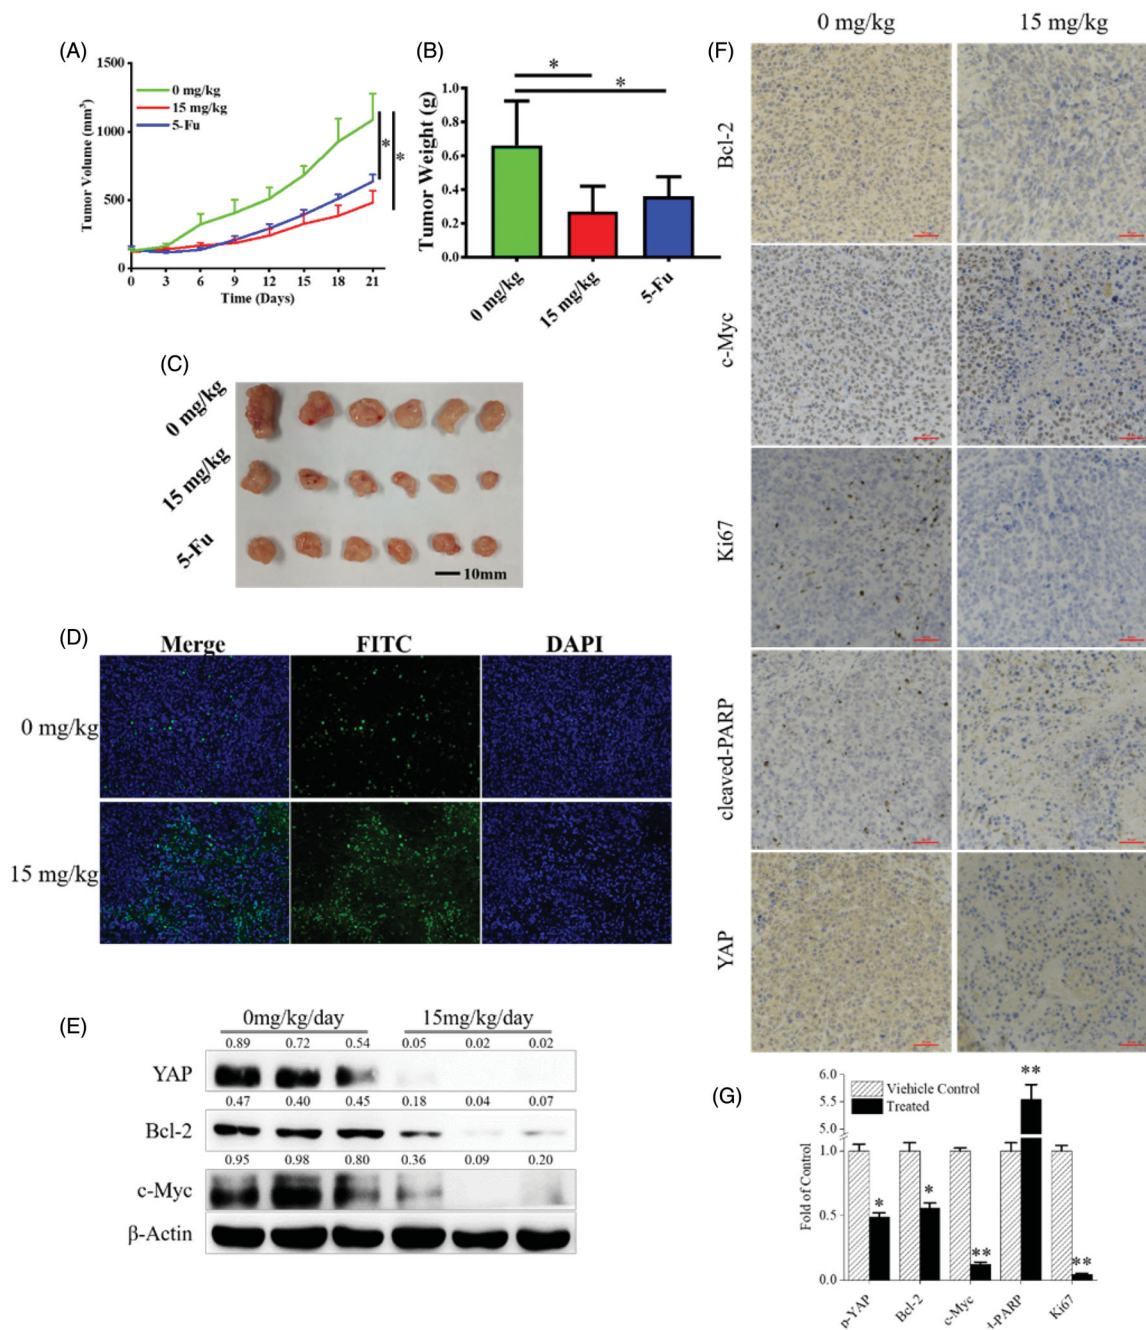 (A)
1500
1000
500
0
Tumor Volume (mm³)
0 mg/kg
15 mg/kg
5-Fu
*
*
0 3 6 9 12 15 18 21
Time (Days)
(B)
Tumor Weight (g)
1.0
0.8
0.6
0.4
0.2
0.0
*
*
0 mg/kg
15 mg/kg
5-Fu
(C)
0 mg/kg
15 mg/kg
5-Fu
10mm
(D)
Merge FITC DAPI
0 mg/kg
15 mg/kg
(E)
0mg/kg/day 15mg/kg/day
0.89 0.72 0.54 0.05 0.02 0.02
YAP
0.47 0.40 0.45 0.18 0.04 0.07
Bcl-2
0.95 0.98 0.80 0.36 0.09 0.20
c-Myc
β-Actin
(F)
0 mg/kg 15 mg/kg
Bcl-2
c-Myc
Ki67
cleaved-PARP
YAP
(G)
Fold of Control
6.0
5.5
5.0
1.0
0.5
0.0
Viehicle Control
Treated
* * ** ** **
p-YAP
Bcl-2
c-Myc
l-PARP
Ki67